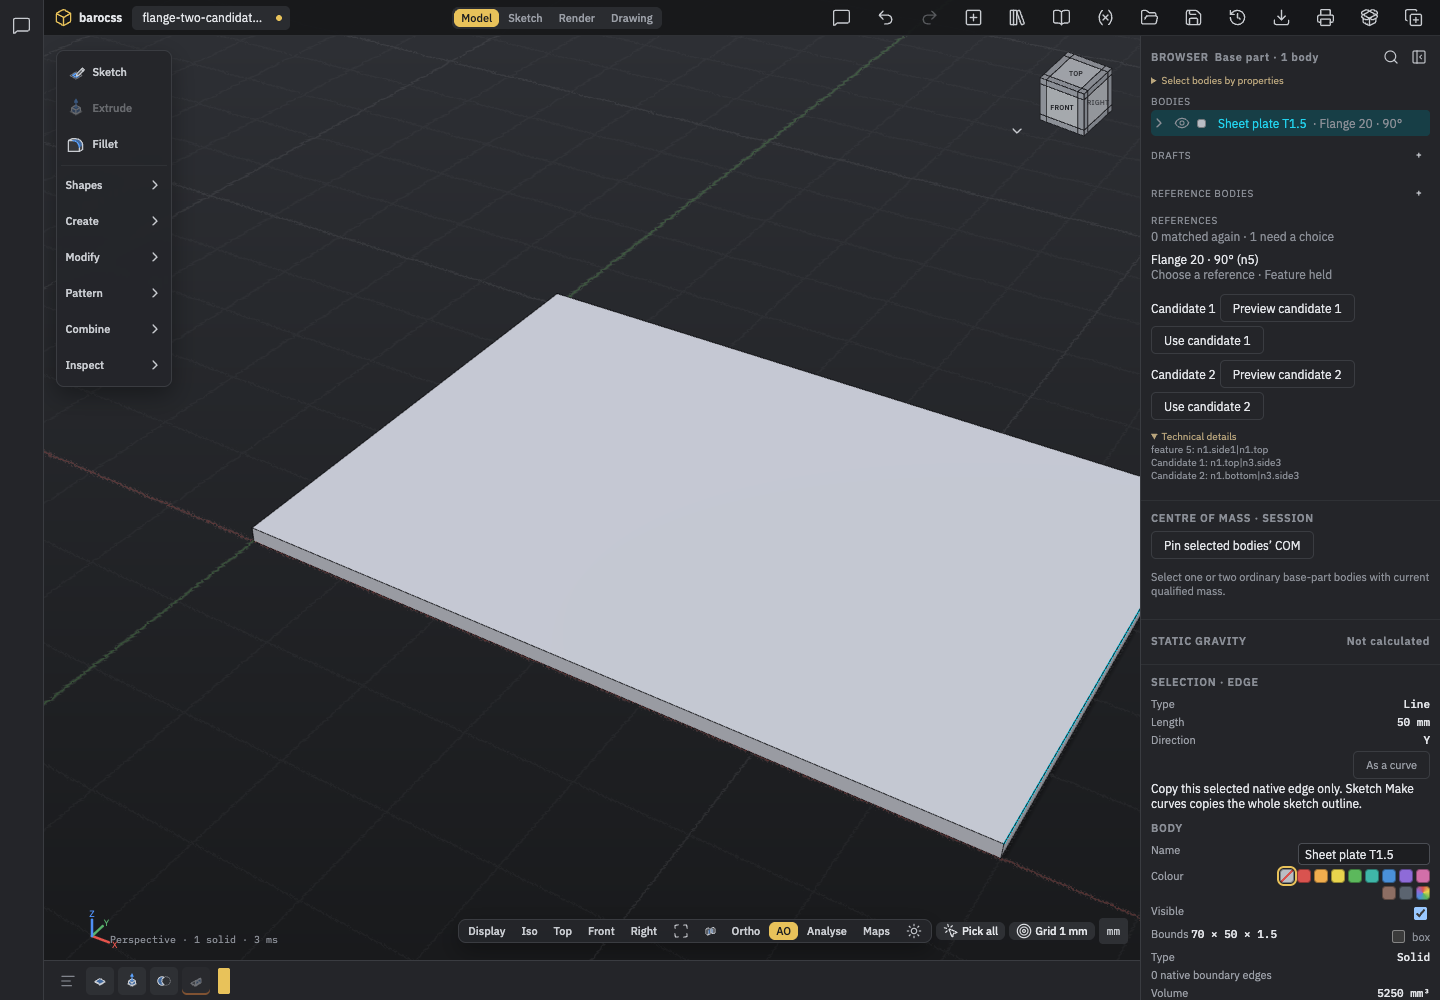 barocss
flange-two-candidat...
Model
Sketch
Render
Drawing
Sketch
Extrude
Fillet
Shapes
Create
Modify
Pattern
Combine
Inspect
TOP
FRONT
RIGHT
BROWSER Base part · 1 body
Select bodies by properties
BODIES
Sheet plate T1.5 · Flange 20 · 90°
DRAFTS
REFERENCE BODIES
REFERENCES
0 matched again · 1 need a choice
Flange 20 · 90° (n5)
Choose a reference · Feature held
Candidate 1 Preview candidate 1
Use candidate 1
Candidate 2 Preview candidate 2
Use candidate 2
Technical details
feature 5: n1.side1|n1.top
Candidate 1: n1.top|n3.side3
Candidate 2: n1.bottom|n3.side3
CENTRE OF MASS · SESSION
Pin selected bodies’ COM
Select one or two ordinary base-part bodies with current
qualified mass.
STATIC GRAVITY Not calculated
SELECTION · EDGE
Type Line
Length 50 mm
Direction Y
As a curve
Copy this selected native edge only. Sketch Make
curves copies the whole sketch outline.
BODY
Name Sheet plate T1.5
Colour
Visible
Bounds 70 × 50 × 1.5 box
Type Solid
0 native boundary edges
Volume 5250 mm³
Z
Y
X
Perspective · 1 solid · 3 ms
Display
Iso
Top
Front
Right
Ortho
AO
Analyse
Maps
Pick all
Grid 1 mm
mm